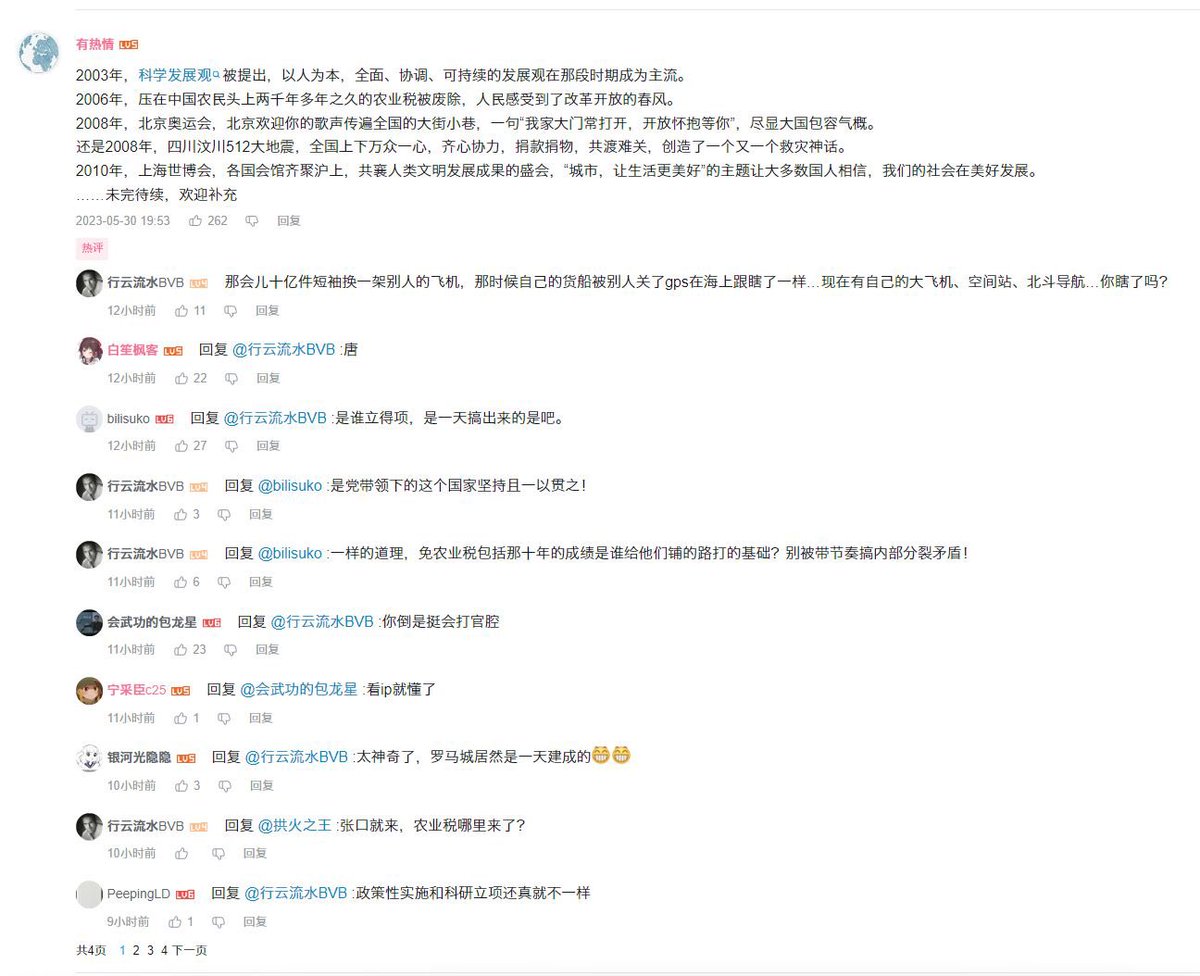 有热情 LV5
2003年，科学发展观被提出，以人为本，全面、协调、可持续的发展观在那段时期成为主流。
2006年，压在中国农民头上两千年多年之久的农业税被废除，人民感受到了改革开放的春风。
2008年，北京奥运会，北京欢迎你的歌声传遍全国的大街小巷，一句“我家大门常打开，开放怀抱等你”，尽显大国包容气概。
还是2008年，四川汶川512大地震，全国上下万众一心，齐心协力，捐款捐物，共渡难关，创造了一个又一个救灾神话。
2010年，上海世博会，各国会馆齐聚沪上，共襄人类文明发展成果的盛会，“城市，让生活更美好”的主题让大多数国人相信，我们的社会在美好发展。
……未完待续，欢迎补充
2023-05-30 19:53 262 回复
热评
行云流水BVB LV4 那会儿十亿件短袖换一架别人的飞机，那时候自己的货船被别人关了gps在海上跟瞎了一样...现在有自己的大飞机、空间站、北斗导航...你瞎了吗？
12小时前 11 回复
白笙枫客 LV5 回复 @行云流水BVB :唐
12小时前 22 回复
bilisuko LV6 回复 @行云流水BVB :是谁立得项，是一天搞出来的是吧。
12小时前 27 回复
行云流水BVB LV4 回复 @bilisuko :是党带领下的这个国家坚持且一以贯之！
11小时前 3 回复
行云流水BVB LV4 回复 @bilisuko :一样的道理，免农业税包括那十年的成绩是谁给他们铺的路打的基础？别被带节奏搞内部分裂矛盾！
11小时前 6 回复
会武功的包龙星 LV6 回复 @行云流水BVB :你倒是挺会打官腔
11小时前 23 回复
宁采臣c25 LV5 回复 @会武功的包龙星 :看ip就懂了
11小时前 1 回复
银河光隐隐 LV5 回复 @行云流水BVB :太神奇了，罗马城居然是一天建成的😁😁
10小时前 3 回复
行云流水BVB LV4 回复 @拱火之王 :张口就来，农业税哪里来了？
10小时前 回复
PeepingLD LV6 回复 @行云流水BVB :政策性实施和科研立项还真就不一样
9小时前 1 回复
共4页 1 2 3 4 下一页